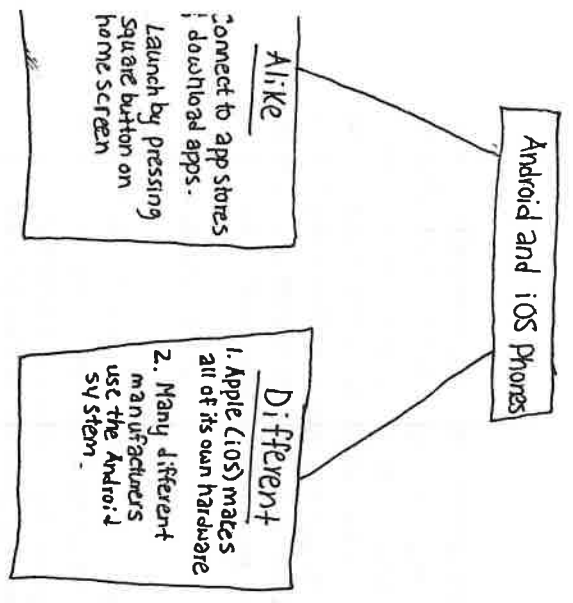 Android and iOS Phones
Alike
Connect to app stores
download apps.
Launch by pressing
square button on
home screen
Different
1. Apple (iOS) makes
all of its own hardware
2. Many different
manufacturers
use the Android
system.